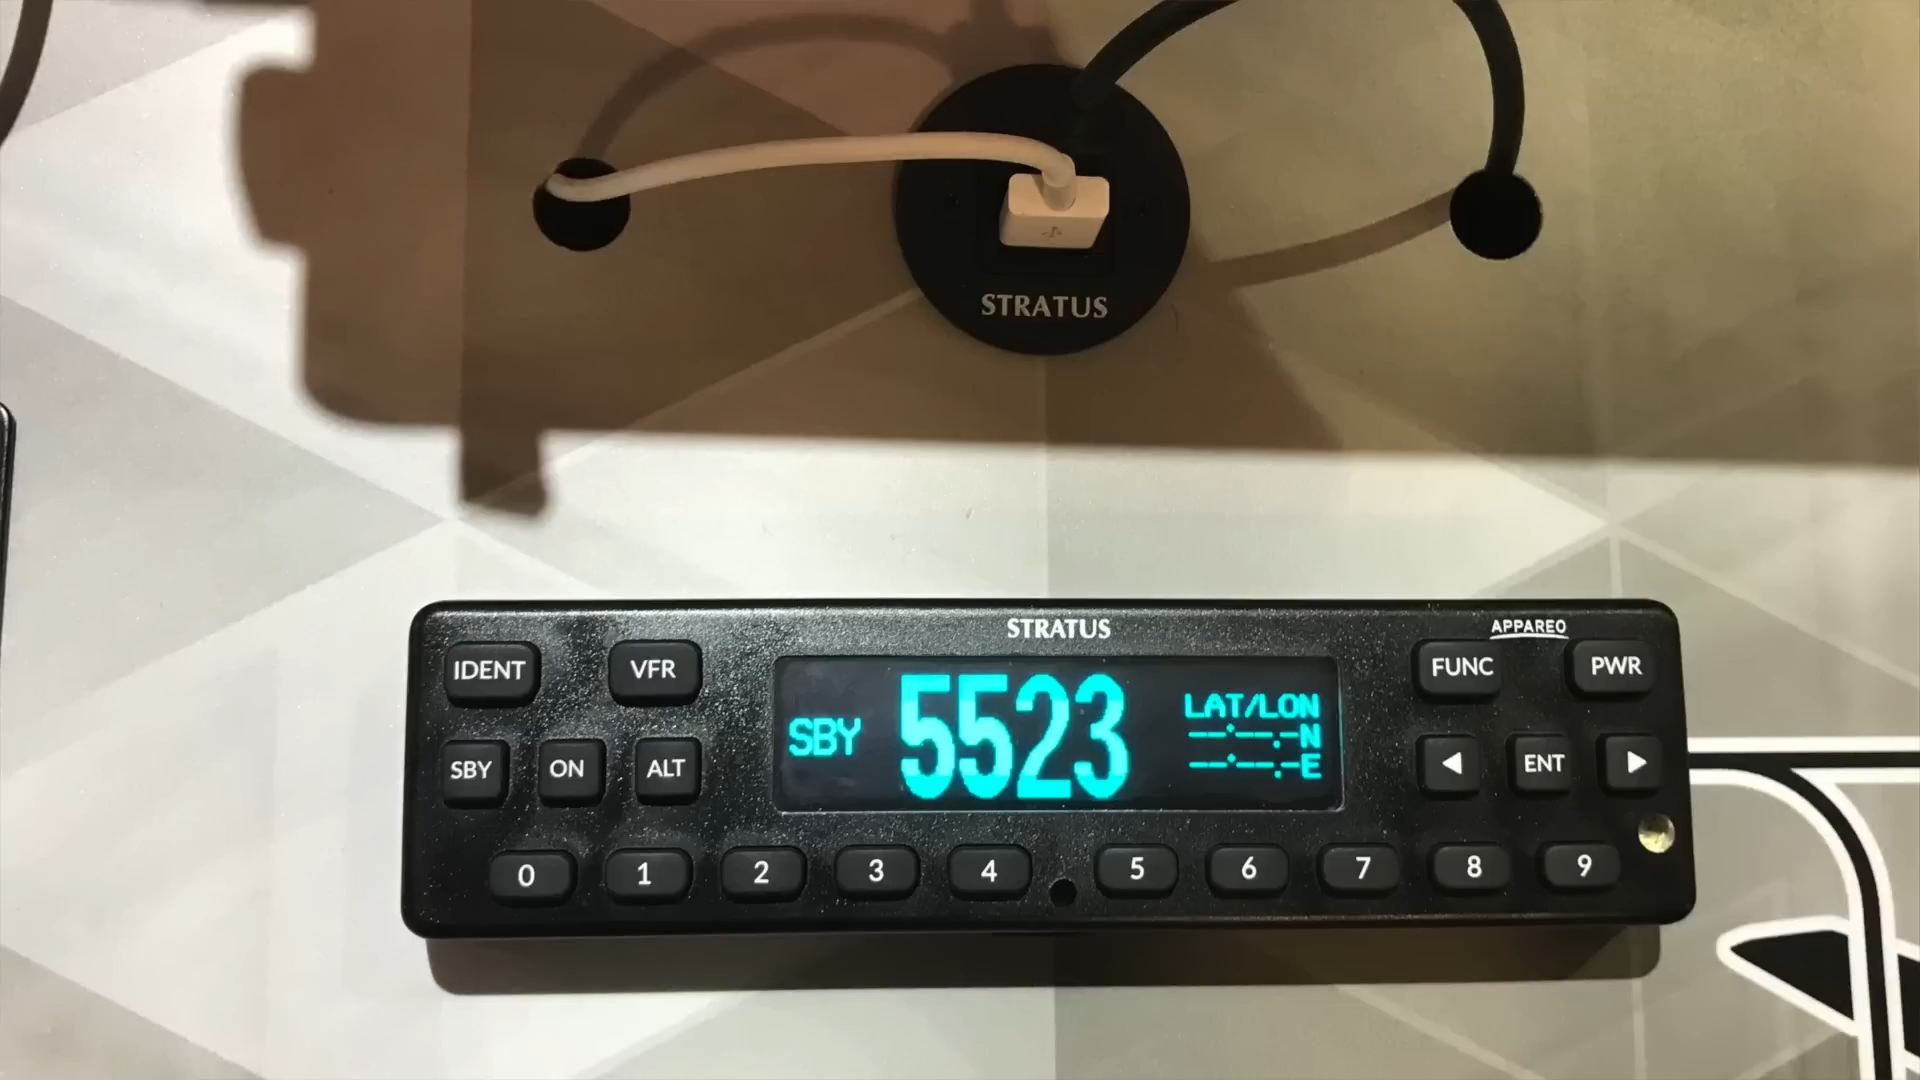 STRATUS
STRATUS
APPAREO
IDENT
VFR
FUNC
PWR
SBY
5523
LAT/LON
--°--.-N
--°--.-E
SBY
ON
ALT
◀
ENT
▶
0
1
2
3
4
5
6
7
8
9